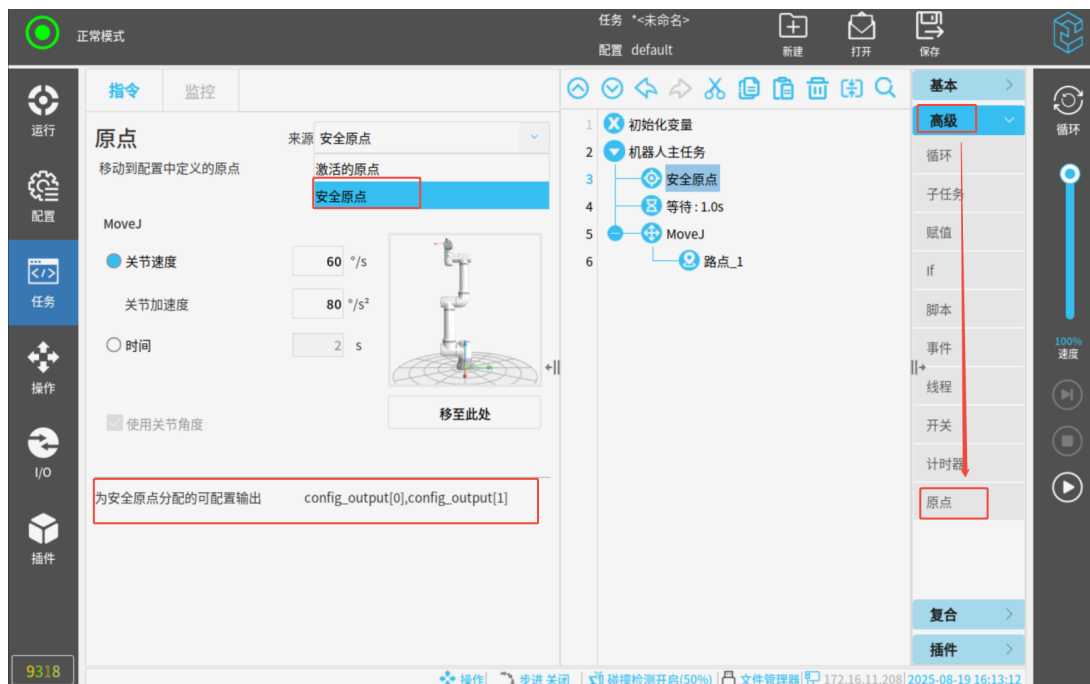 正常模式
任务 *<未命名>
配置 default
新建
打开
保存
运行
配置
任务
操作
I/O
插件
9318
指令 监控
原点
来源 安全原点
移动到配置中定义的原点
激活的原点
安全原点
MoveJ
关节速度 60 °/s
关节加速度 80 °/s²
时间 2 s
使用关节角度
移至此处
为安全原点分配的可配置输出 config_output[0],config_output[1]
1 初始化变量
2 机器人主任务
3 安全原点
4 等待 : 1.0s
5 MoveJ
6 路点_1
基本
高级
循环
子任务
赋值
If
脚本
事件
线程
开关
计时器
原点
复合
插件
循环
100%
速度
操作 步进 关闭 碰撞检测开启(50%) 文件管理器 172.16.11.208 2025-08-19 16:13:12